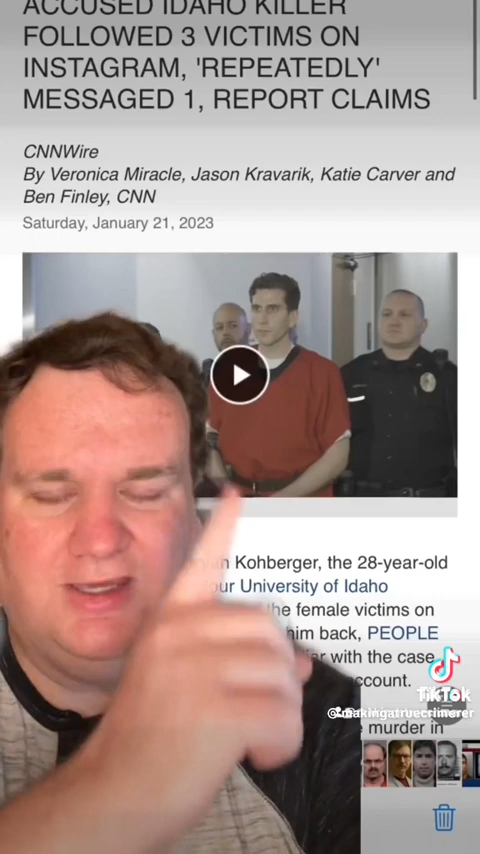 ACCUSED IDAHO KILLER
FOLLOWED 3 VICTIMS ON
INSTAGRAM, 'REPEATEDLY'
MESSAGED 1, REPORT CLAIMS
CNNWire
By Veronica Miracle, Jason Kravarik, Katie Carver and
Ben Finley, CNN
Saturday, January 21, 2023
Kohberger, the 28-year-old
four University of Idaho
the female victims on
him back, PEOPLE
with the case
account.
TikTok
murder in